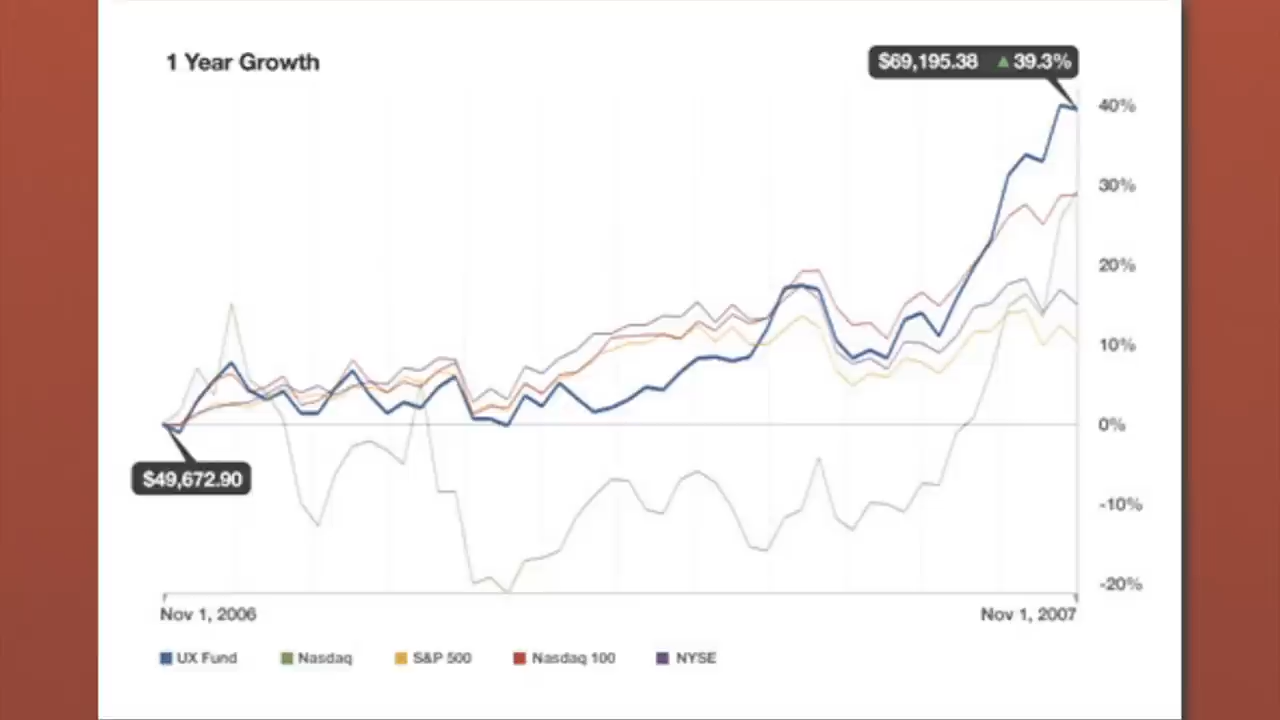 1 Year Growth
$69,195.38 ▲ 39.3%
40%
30%
20%
10%
0%
$49,672.90
-10%
-20%
Nov 1, 2006
Nov 1, 2007
UX Fund
Nasdaq
S&P 500
Nasdaq 100
NYSE